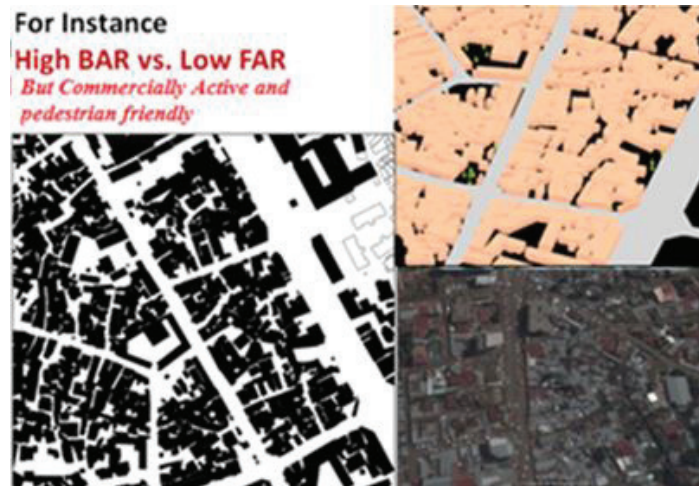 For Instance
High BAR vs. Low FAR
But Commercially Active and
pedestrian friendly